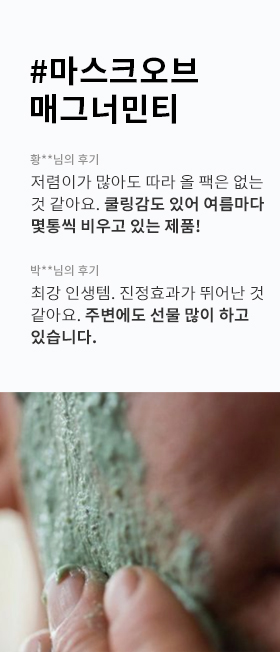 #마스크오브
매그너민티
황**님의 후기
저렴이가 많아도 따라 올 팩은 없는
것 같아요. 쿨링감도 있어 여름마다
몇통씩 비우고 있는 제품!
박**님의 후기
최강 인생템. 진정효과가 뛰어난 것
같아요. 주변에도 선물 많이 하고
있습니다.